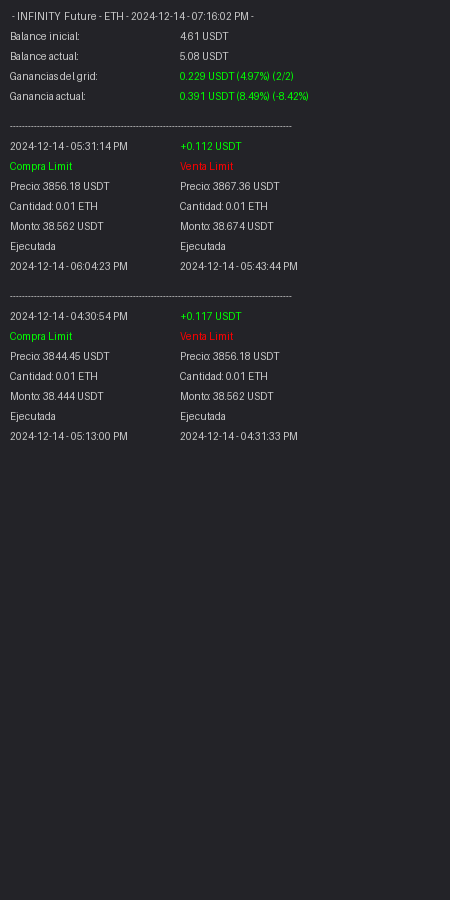 - INFINITY Future - ETH - 2024-12-14 - 07:16:02 PM -
Balance inicial: 4.61 USDT
Balance actual: 5.08 USDT
Ganancias del grid: 0.229 USDT (4.97%) (2/2)
Ganancia actual: 0.391 USDT (8.49%) (-8.42%)
----------------------------------------------------------------------------------------------
2024-12-14 - 05:31:14 PM +0.112 USDT
Compra Limit Venta Limit
Precio: 3856.18 USDT Precio: 3867.36 USDT
Cantidad: 0.01 ETH Cantidad: 0.01 ETH
Monto: 38.562 USDT Monto: 38.674 USDT
Ejecutada Ejecutada
2024-12-14 - 06:04:23 PM 2024-12-14 - 05:43:44 PM
----------------------------------------------------------------------------------------------
2024-12-14 - 04:30:54 PM +0.117 USDT
Compra Limit Venta Limit
Precio: 3844.45 USDT Precio: 3856.18 USDT
Cantidad: 0.01 ETH Cantidad: 0.01 ETH
Monto: 38.444 USDT Monto: 38.562 USDT
Ejecutada Ejecutada
2024-12-14 - 05:13:00 PM 2024-12-14 - 04:31:33 PM